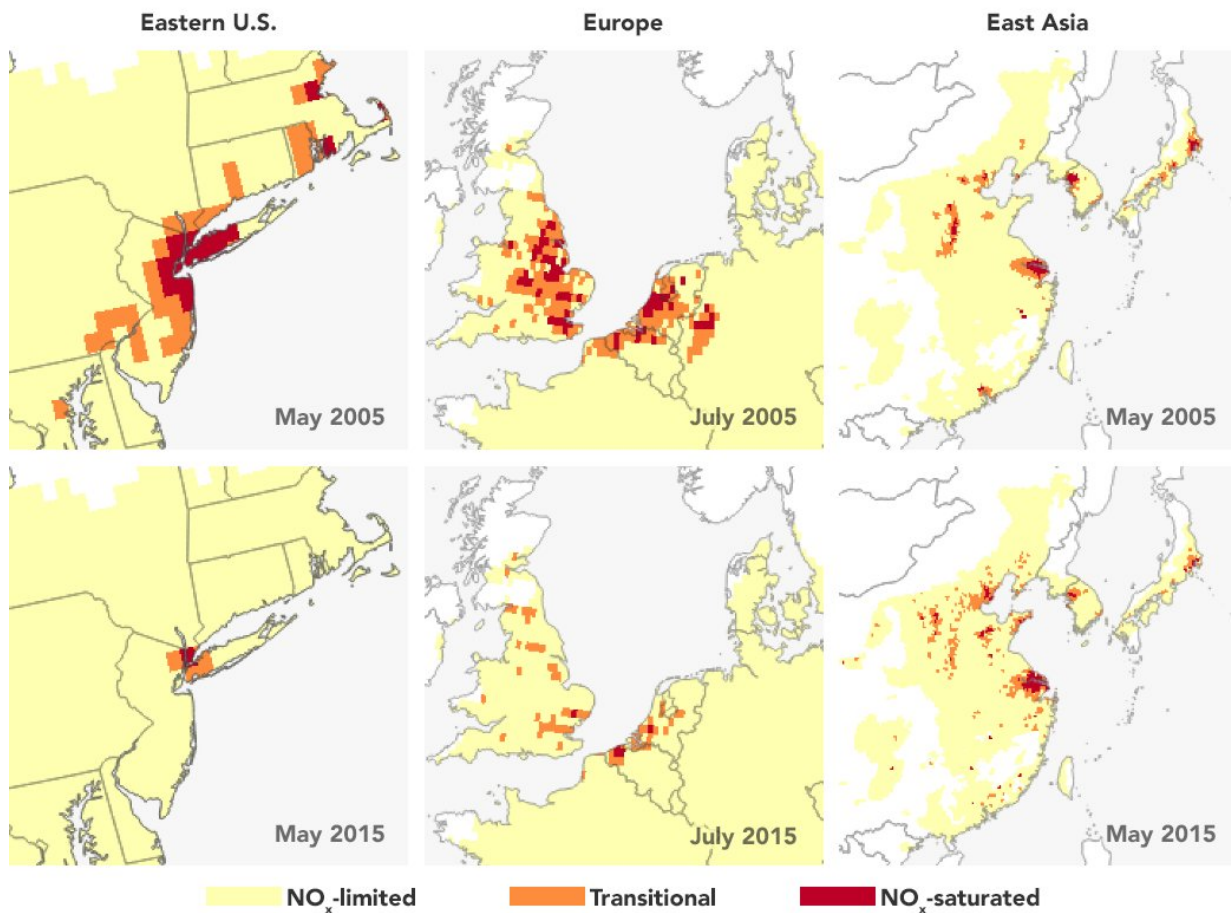 Eastern U.S.
Europe
East Asia
May 2005
July 2005
May 2005
May 2015
July 2015
May 2015
NOₓ-limited
Transitional
NOₓ-saturated